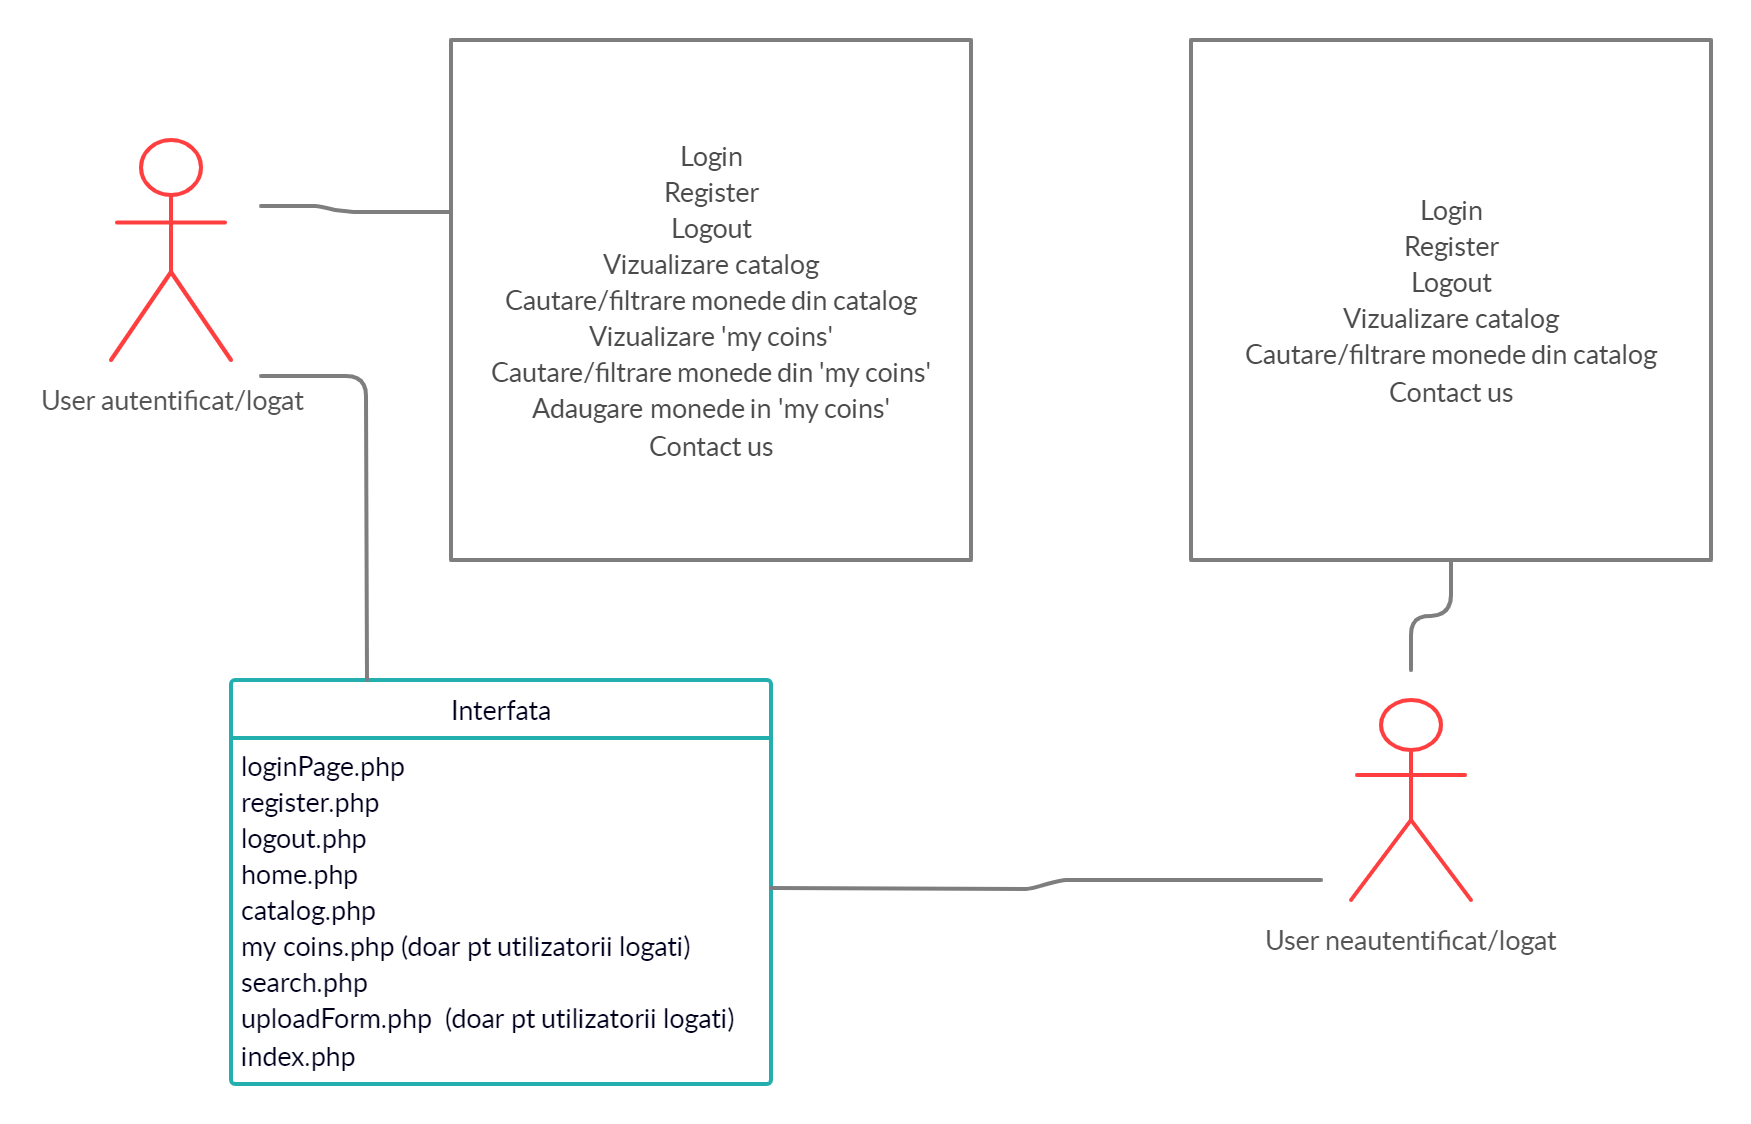 Login
Register
Logout
Vizualizare catalog
Cautare/filtrare monede din catalog
Vizualizare 'my coins'
Cautare/filtrare monede din 'my coins'
Adaugare monede in 'my coins'
Contact us
Login
Register
Logout
Vizualizare catalog
Cautare/filtrare monede din catalog
Contact us
User autentificat/logat
Interfata
loginPage.php
register.php
logout.php
home.php
catalog.php
my coins.php (doar pt utilizatorii logati)
search.php
uploadForm.php  (doar pt utilizatorii logati)
index.php
User neautentificat/logat